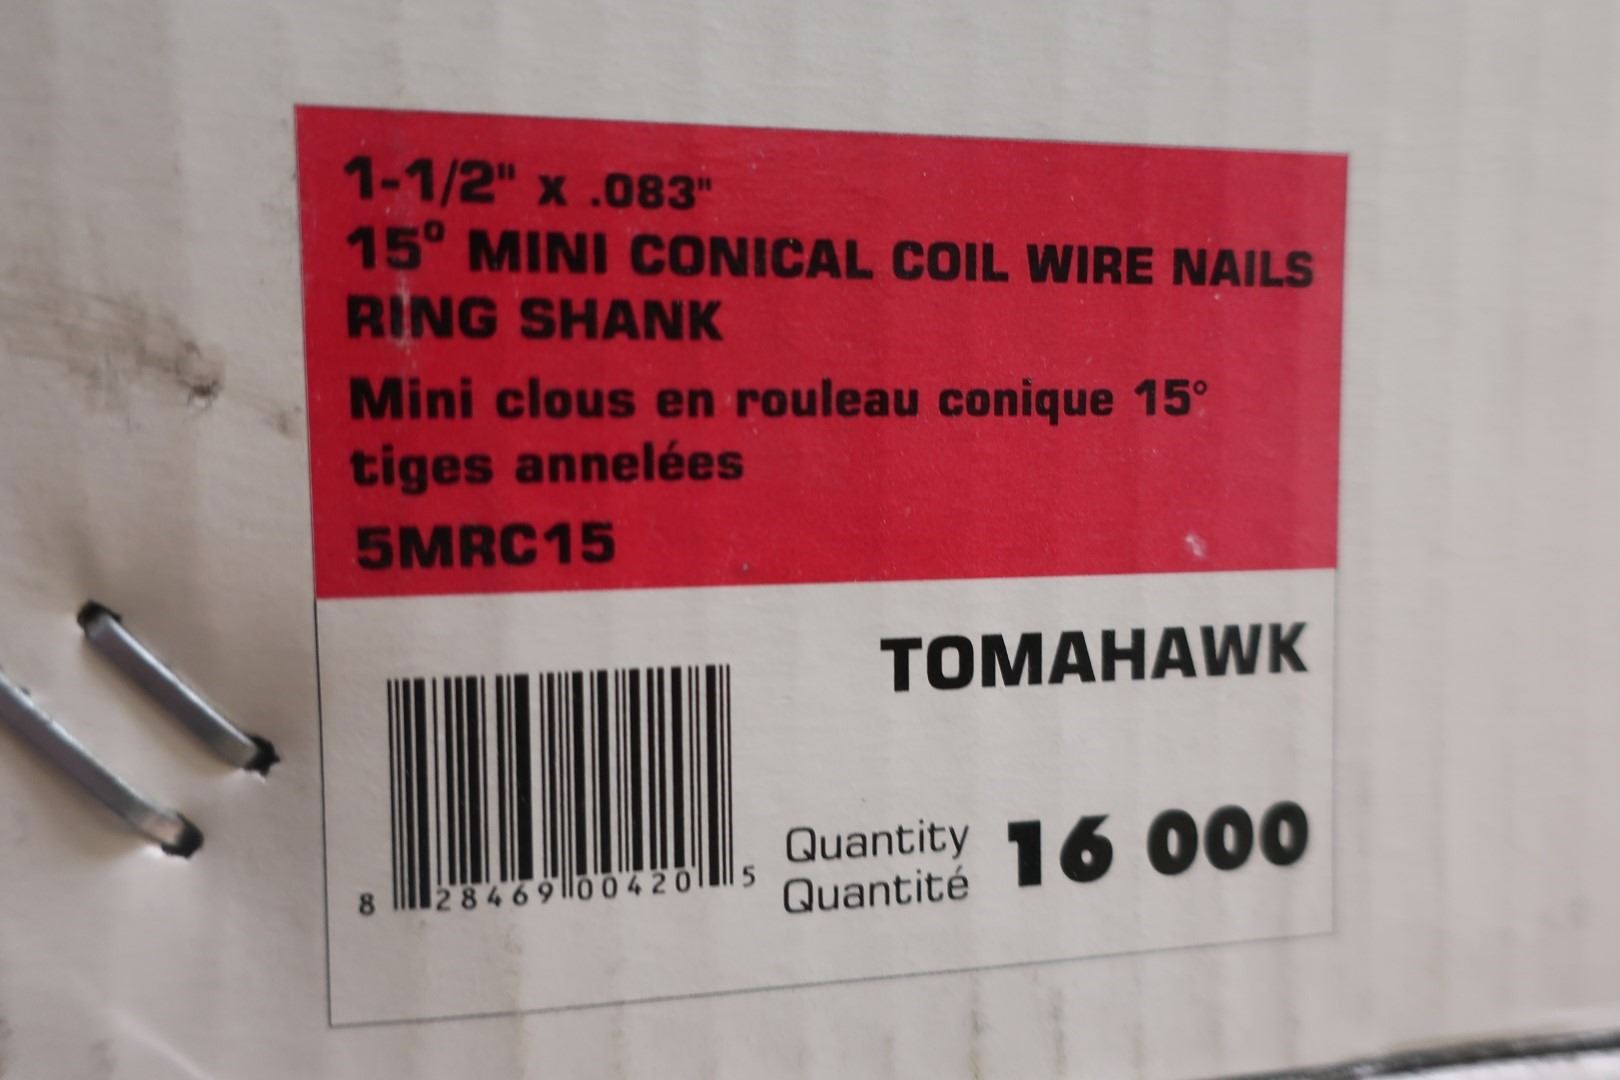 1-1/2" x .083"
15° MINI CONICAL COIL WIRE NAILS
RING SHANK
Mini clous en rouleau conique 15°
tiges annelées
5MRC15
TOMAHAWK
8 28469 00420 5
Quantity
Quantité
16 000